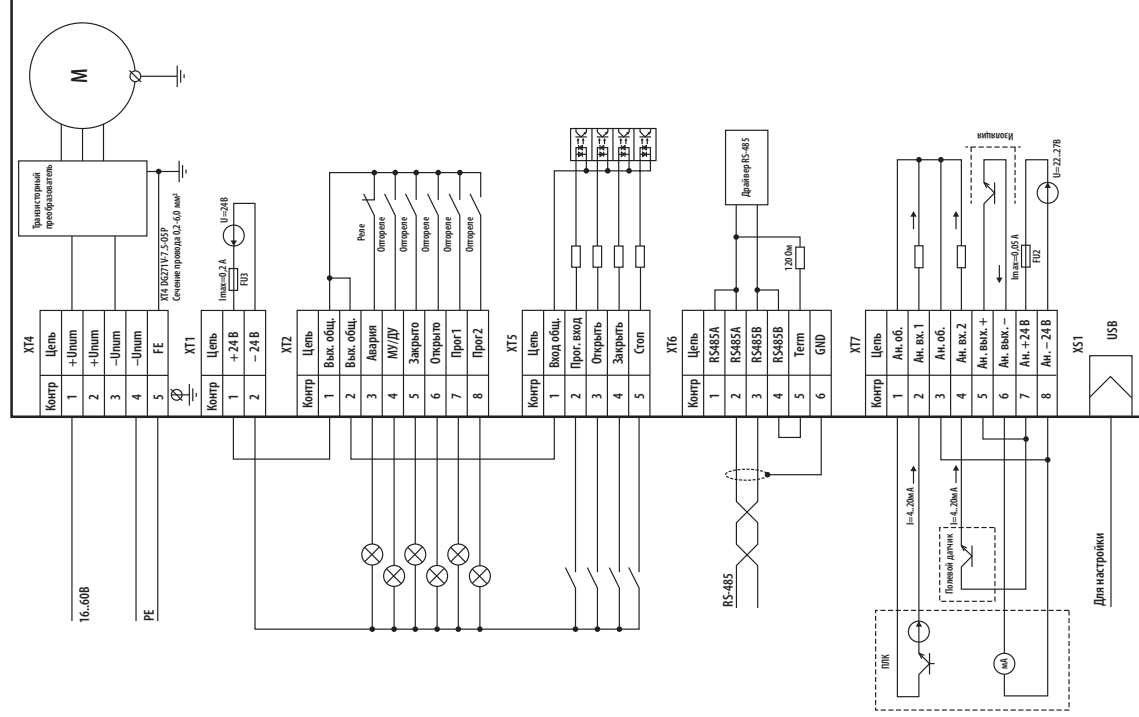 М
Транзисторный
преобразователь
XT4 DG271V-7.5-05P
Сечение провода 0,2-6,0 мм²
XT4
Контр Цепь
1 +Uпит
2 +Uпит
3 –Uпит
4 –Uпит
5 FE
16..60В
PE
XT1
Контр Цепь
1 +24В
2 –24В
Imax=0,2 А
FU3
U=24В
XT2
Контр Цепь
1 Вых. общ.
2 Вых. общ.
3 Авария
4 МУ/ДУ
5 Закрыто
6 Открыто
7 Прог1
8 Прог2
Реле
Оптореле
Оптореле
Оптореле
Оптореле
Оптореле
XT5
Контр Цепь
1 Вход общ.
2 Прог. вход
3 Открыть
4 Закрыть
5 Стоп
XT6
Контр Цепь
1 RS485A
2 RS485A
3 RS485B
4 RS485B
5 Term
6 GND
Драйвер RS-485
120 Ом
RS-485
XT7
Контр Цепь
1 Ан. об.
2 Ан. вх. 1
3 Ан. об.
4 Ан. вх. 2
5 Ан. вых. +
6 Ан. вых. –
7 Ан. +24В
8 Ан. –24В
Изоляция
Imax=0,05 А
FU2
U=22..27В
I=4..20мА
I=4..20мА
Полевой датчик
ПЛК
мА
XS1
USB
Для настройки